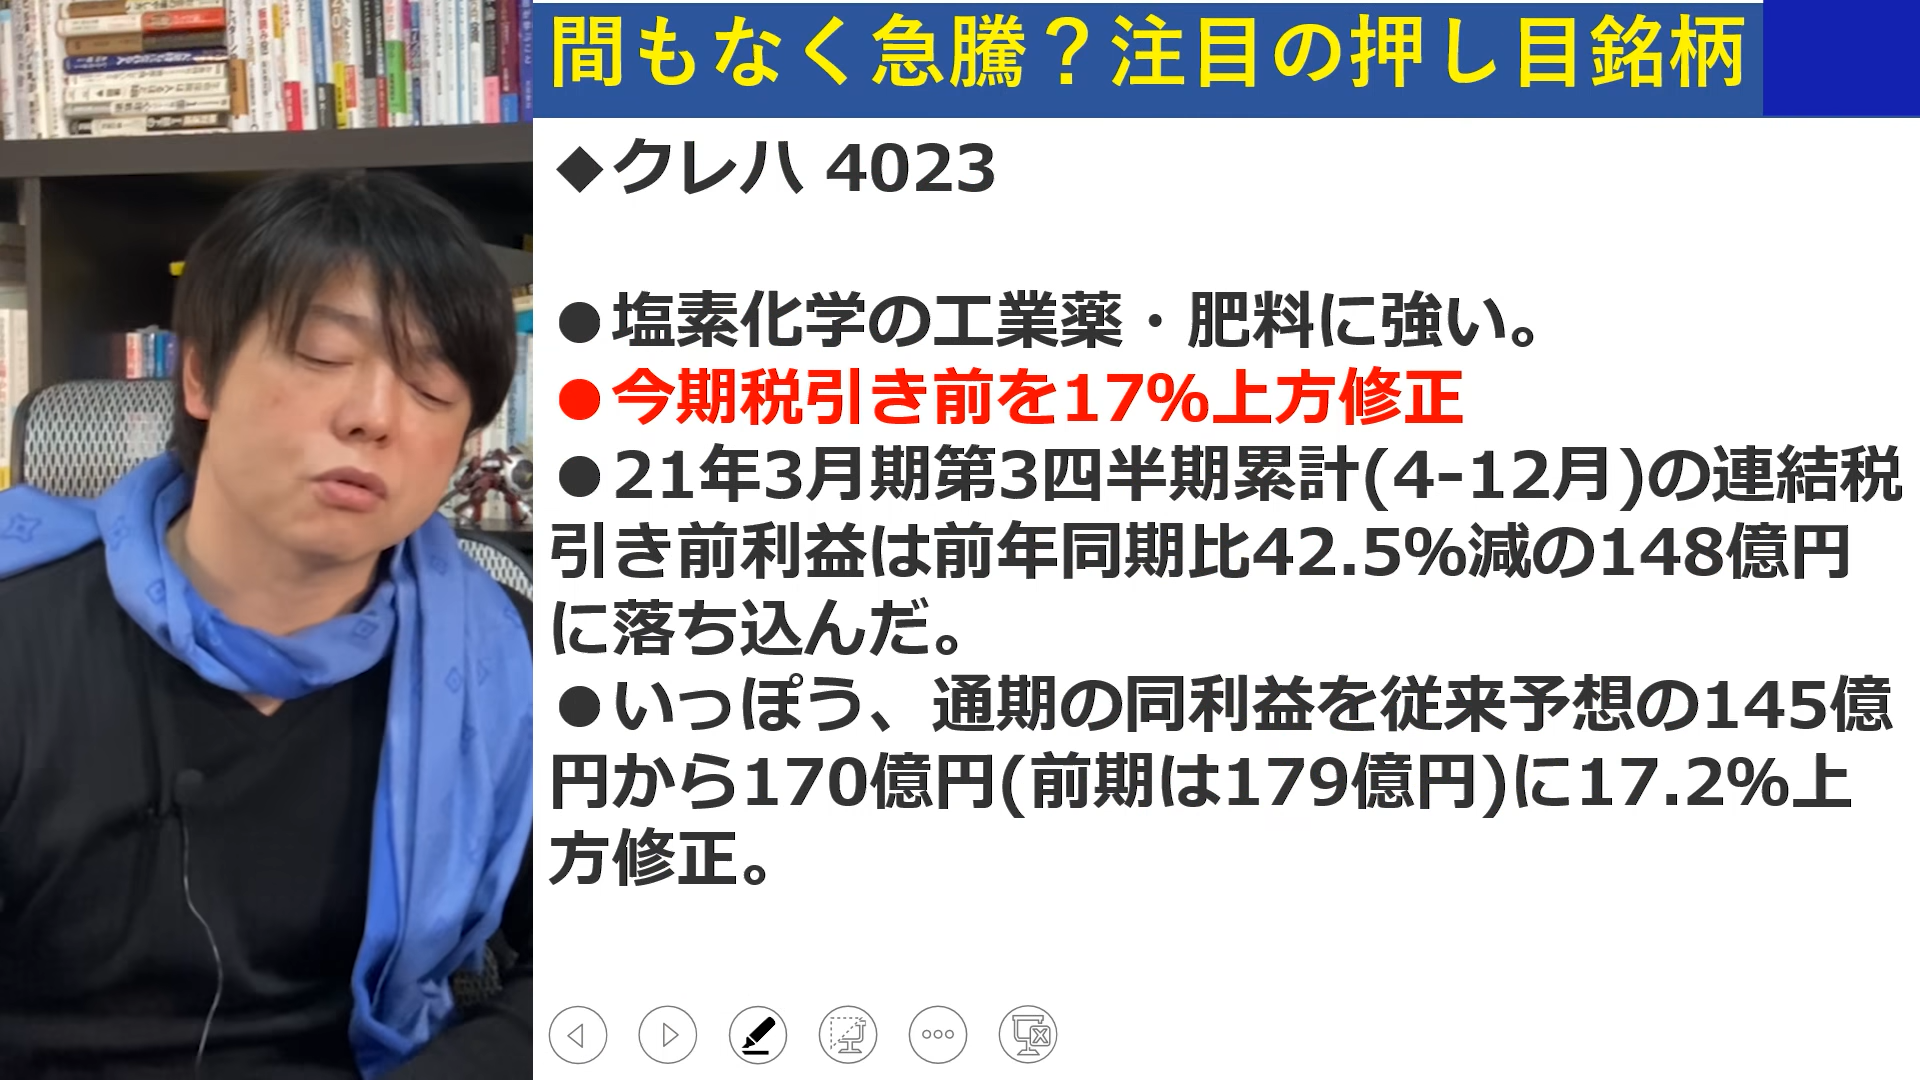 間もなく急騰？注目の押し目銘柄
◆クレハ 4023
●塩素化学の工業薬・肥料に強い。
●今期税引き前を17%上方修正
●21年3月期第3四半期累計(4-12月)の連結税
引き前利益は前年同期比42.5%減の148億円
に落ち込んだ。
●いっぽう、通期の同利益を従来予想の145億
円から170億円(前期は179億円)に17.2%上
方修正。